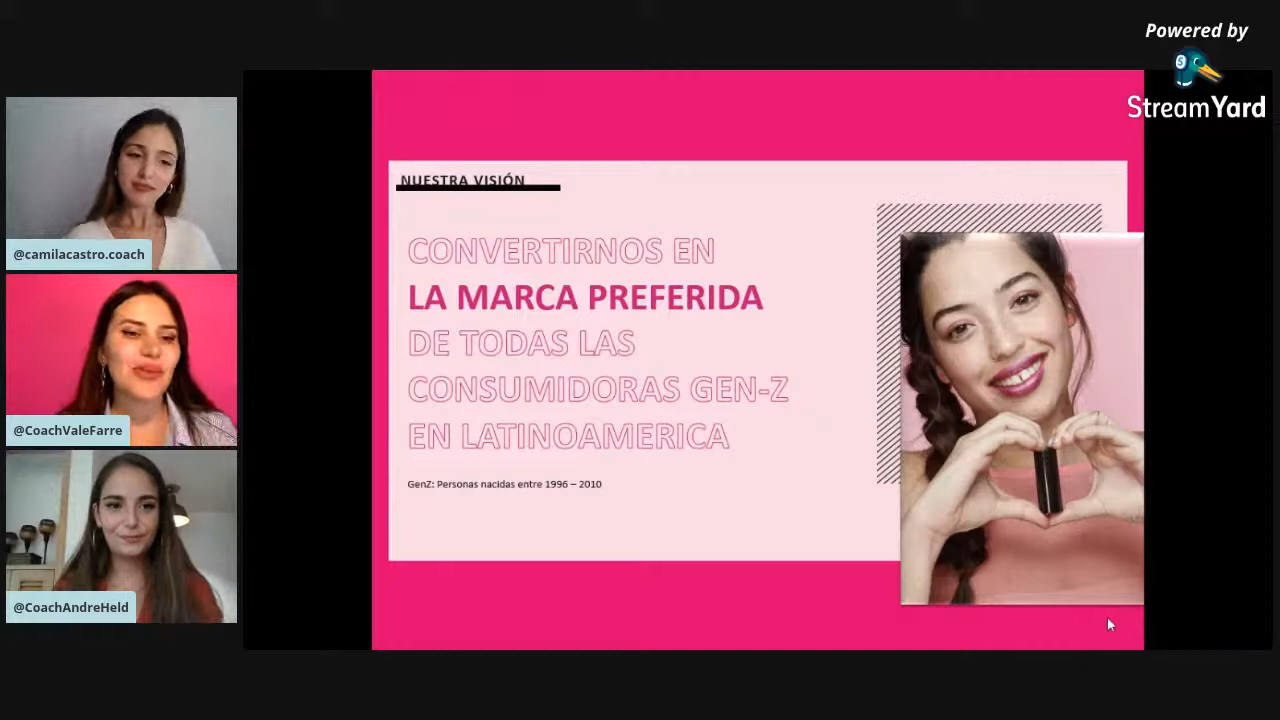 Powered by
StreamYard
@camilacastro.coach
@CoachValeFarre
@CoachAndreHeld
NUESTRA VISIÓN
CONVERTIRNOS EN
LA MARCA PREFERIDA
DE TODAS LAS
CONSUMIDORAS GEN-Z
EN LATINOAMERICA
GenZ: Personas nacidas entre 1996 – 2010